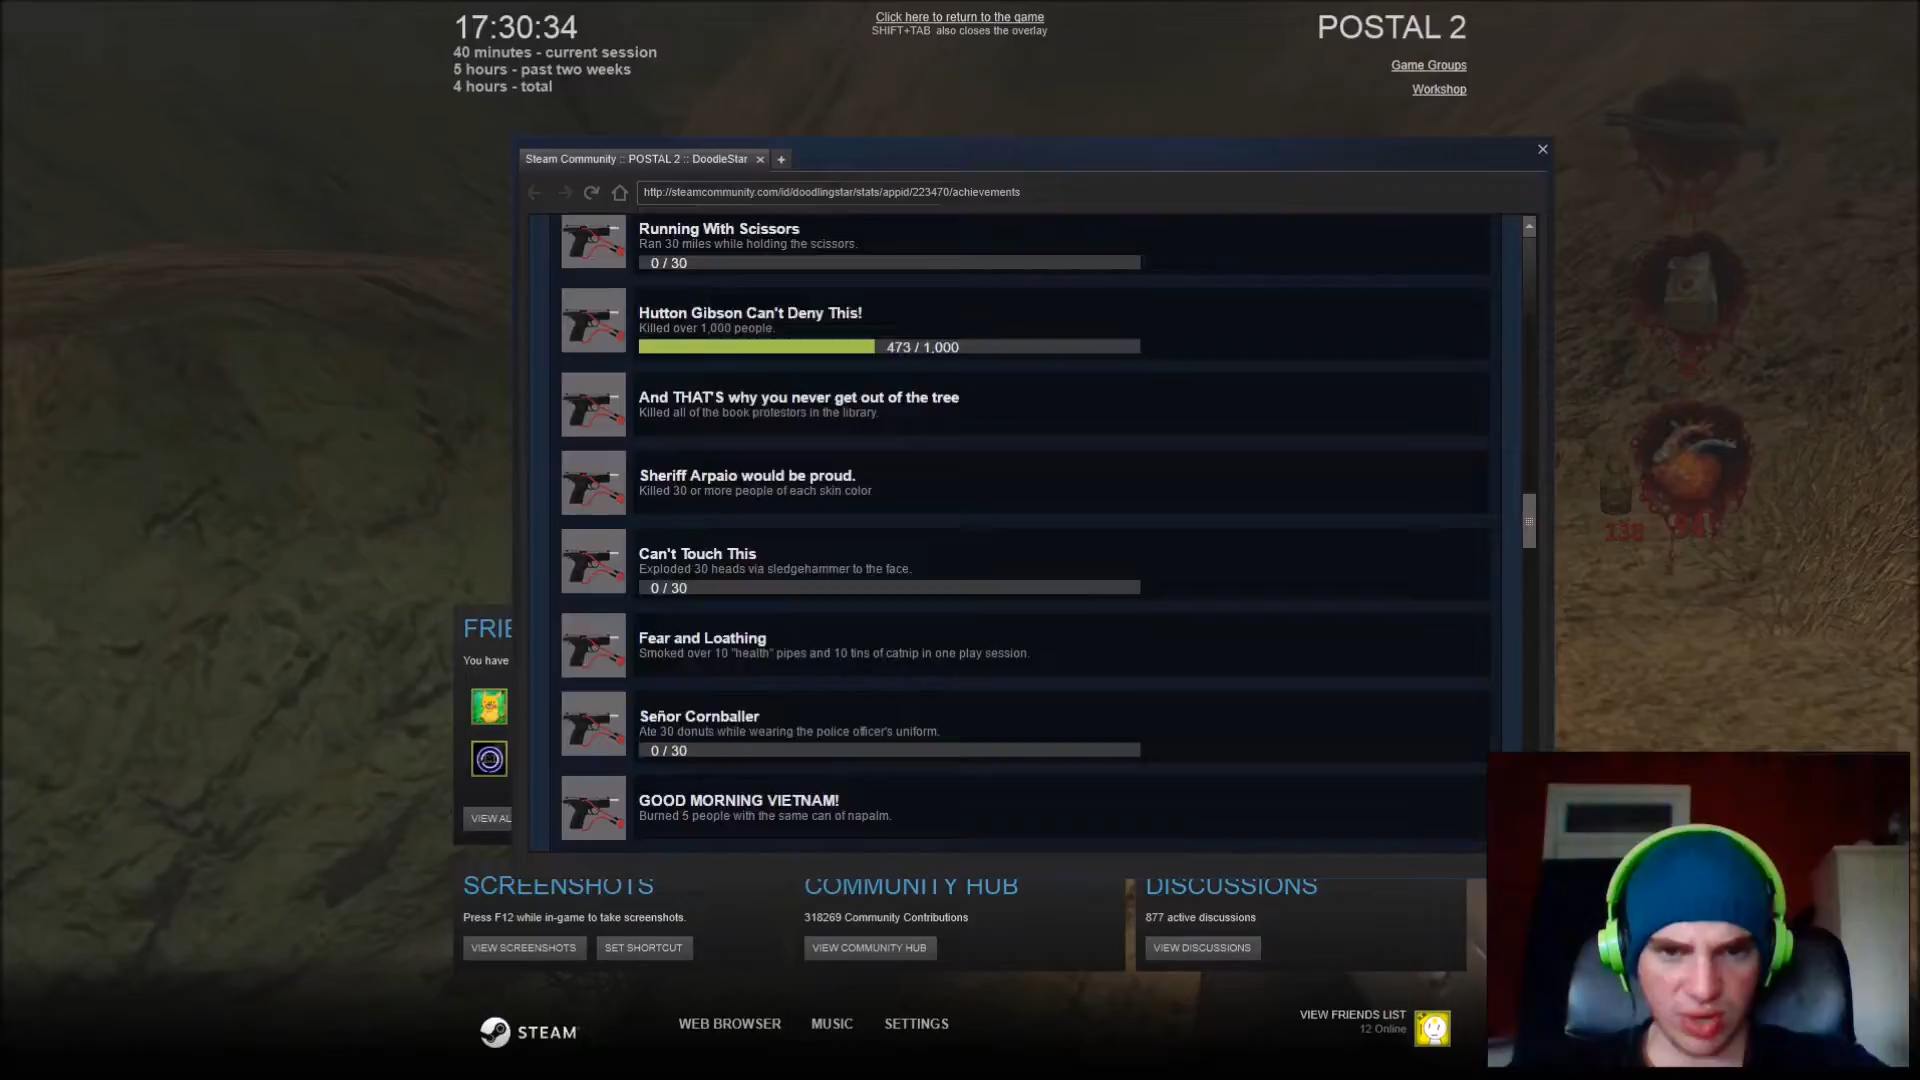 17:30:34
40 minutes - current session
5 hours - past two weeks
4 hours - total
Click here to return to the game
SHIFT+TAB also closes the overlay
POSTAL 2
Game Groups
Workshop
Steam Community :: POSTAL 2 :: DoodleStar
http://steamcommunity.com/id/doodlingstar/stats/appid/223470/achievements
Running With Scissors
Ran 30 miles while holding the scissors.
0 / 30
Hutton Gibson Can't Deny This!
Killed over 1,000 people.
473 / 1,000
And THAT'S why you never get out of the tree
Killed all of the book protestors in the library.
Sheriff Arpaio would be proud.
Killed 30 or more people of each skin color
Can't Touch This
Exploded 30 heads via sledgehammer to the face.
0 / 30
Fear and Loathing
Smoked over 10 "health" pipes and 10 tins of catnip in one play session.
Señor Cornballer
Ate 30 donuts while wearing the police officer's uniform.
0 / 30
GOOD MORNING VIETNAM!
Burned 5 people with the same can of napalm.
FRIE
You have
VIEW AL
SCREENSHOTS
Press F12 while in-game to take screenshots.
VIEW SCREENSHOTS
SET SHORTCUT
COMMUNITY HUB
318269 Community Contributions
VIEW COMMUNITY HUB
DISCUSSIONS
877 active discussions
VIEW DISCUSSIONS
STEAM
WEB BROWSER
MUSIC
SETTINGS
VIEW FRIENDS LIST
12 Online